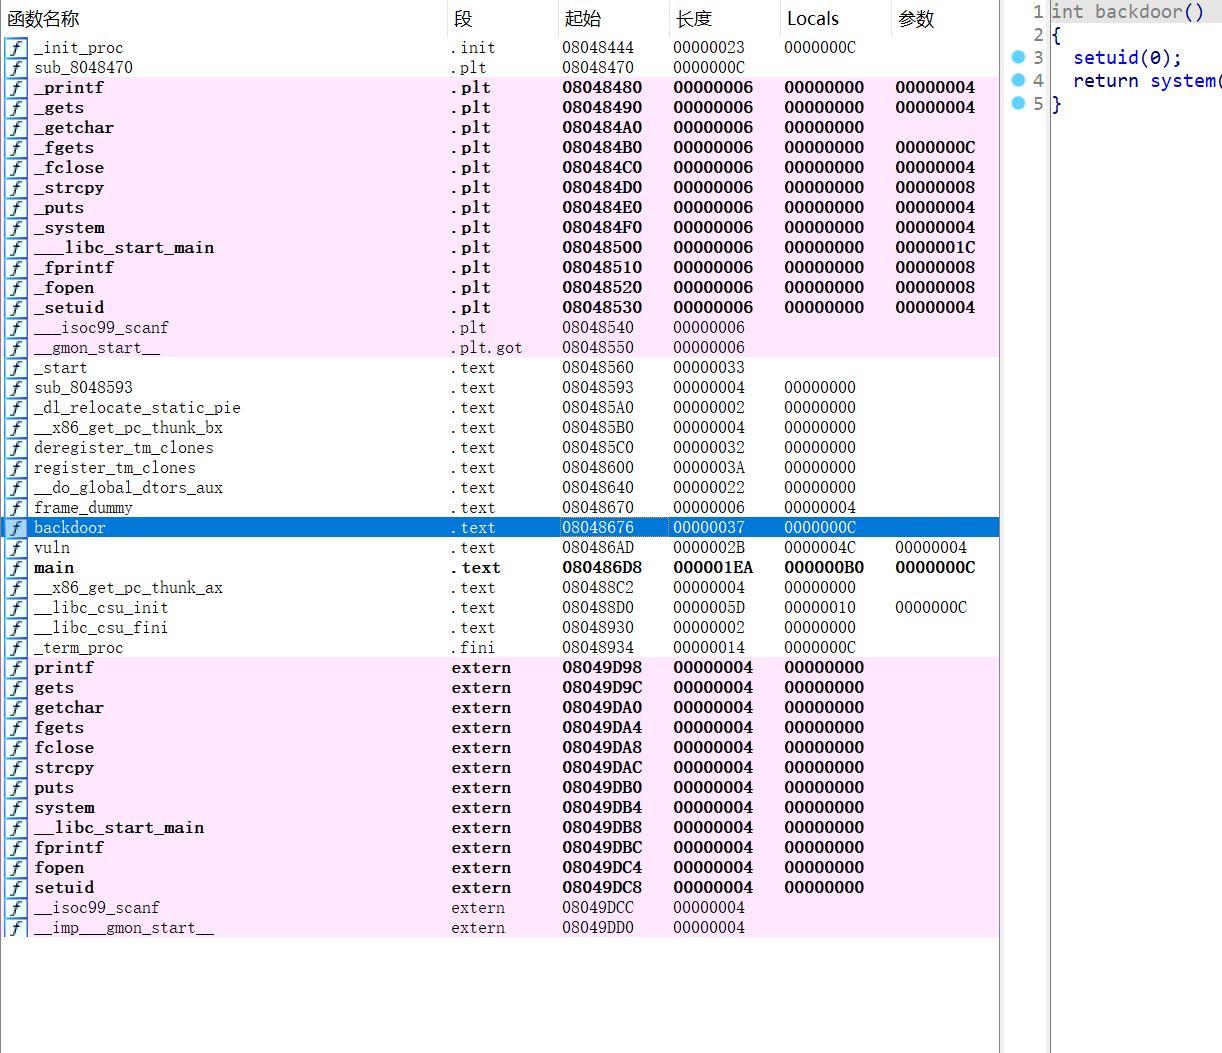 函数名称 段 起始 长度 Locals 参数
f _init_proc .init 08048444 00000023 0000000C
f sub_8048470 .plt 08048470 0000000C
f _printf .plt 08048480 00000006 00000000 00000004
f _gets .plt 08048490 00000006 00000000 00000004
f _getchar .plt 080484A0 00000006 00000000
f _fgets .plt 080484B0 00000006 00000000 0000000C
f _fclose .plt 080484C0 00000006 00000000 00000004
f _strcpy .plt 080484D0 00000006 00000000 00000008
f _puts .plt 080484E0 00000006 00000000 00000004
f _system .plt 080484F0 00000006 00000000 00000004
f ___libc_start_main .plt 08048500 00000006 00000000 0000001C
f _fprintf .plt 08048510 00000006 00000000 00000008
f _fopen .plt 08048520 00000006 00000000 00000008
f _setuid .plt 08048530 00000006 00000000 00000004
f ___isoc99_scanf .plt 08048540 00000006
f __gmon_start__ .plt.got 08048550 00000006
f _start .text 08048560 00000033
f sub_8048593 .text 08048593 00000004 00000000
f _dl_relocate_static_pie .text 080485A0 00000002 00000000
f __x86_get_pc_thunk_bx .text 080485B0 00000004 00000000
f deregister_tm_clones .text 080485C0 00000032 00000000
f register_tm_clones .text 08048600 0000003A 00000000
f __do_global_dtors_aux .text 08048640 00000022 00000000
f frame_dummy .text 08048670 00000006 00000004
f backdoor .text 08048676 00000037 0000000C
f vuln .text 080486AD 0000002B 0000004C 00000004
f main .text 080486D8 000001EA 000000B0 0000000C
f __x86_get_pc_thunk_ax .text 080488C2 00000004 00000000
f __libc_csu_init .text 080488D0 0000005D 00000010 0000000C
f __libc_csu_fini .text 08048930 00000002 00000000
f _term_proc .fini 08048934 00000014 0000000C
f printf extern 08049D98 00000004 00000000
f gets extern 08049D9C 00000004 00000000
f getchar extern 08049DA0 00000004 00000000
f fgets extern 08049DA4 00000004 00000000
f fclose extern 08049DA8 00000004 00000000
f strcpy extern 08049DAC 00000004 00000000
f puts extern 08049DB0 00000004 00000000
f system extern 08049DB4 00000004 00000000
f __libc_start_main extern 08049DB8 00000004 00000000
f fprintf extern 08049DBC 00000004 00000000
f fopen extern 08049DC4 00000004 00000000
f setuid extern 08049DC8 00000004 00000000
f __isoc99_scanf extern 08049DCC 00000004
f __imp___gmon_start__ extern 08049DD0 00000004
1 int backdoor()
2 {
3 setuid(0);
4 return system(
5 }